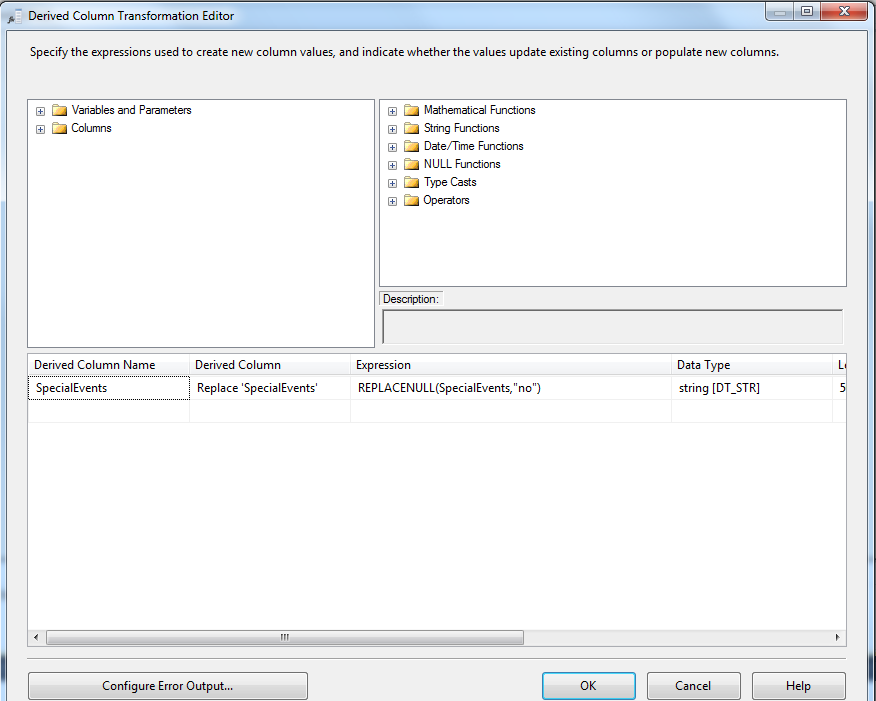 Derived Column Transformation Editor
Specify the expressions used to create new column values, and indicate whether the values update existing columns or populate new columns.
Variables and Parameters
Columns
Mathematical Functions
String Functions
Date/Time Functions
NULL Functions
Type Casts
Operators
Description:
Derived Column Name Derived Column Expression Data Type
SpecialEvents Replace 'SpecialEvents' REPLACENULL(SpecialEvents,"no") string [DT_STR] 5
Configure Error Output... OK Cancel Help